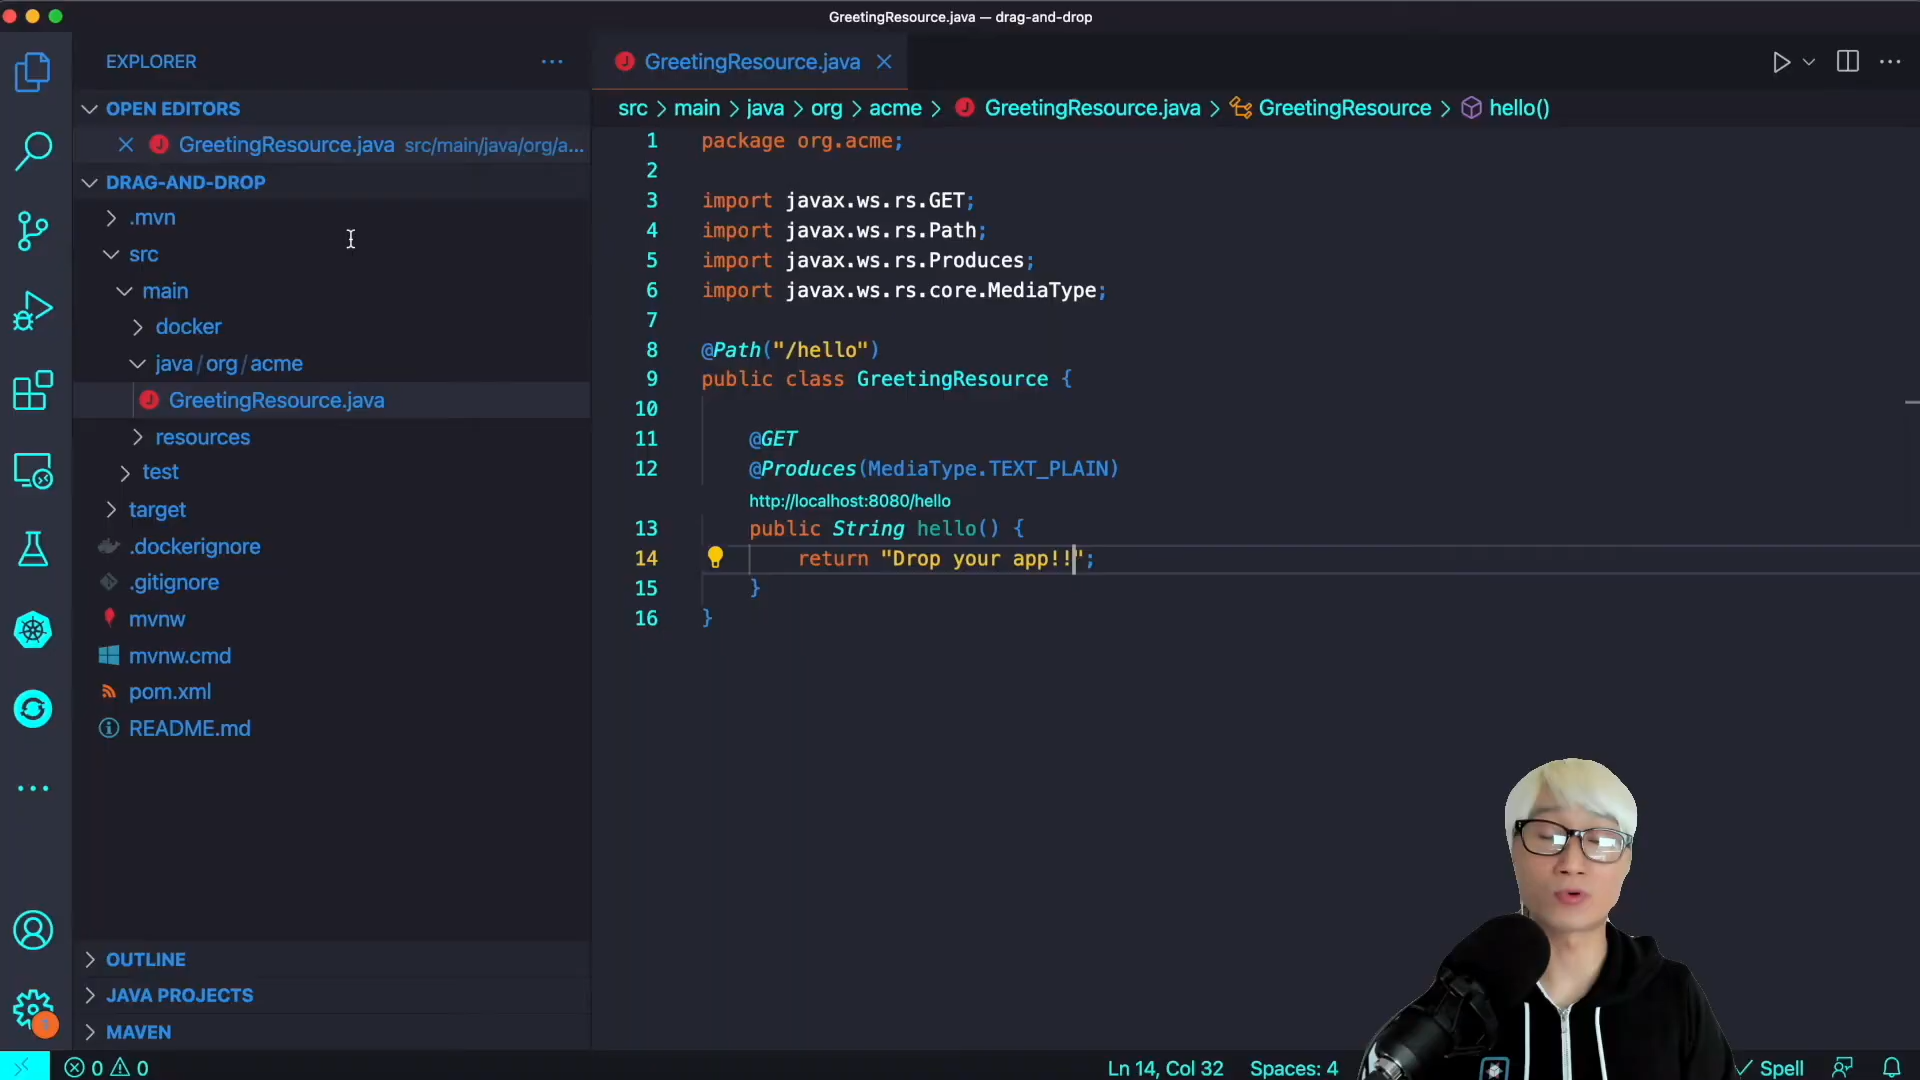 GreetingResource.java — drag-and-drop
EXPLORER
OPEN EDITORS
GreetingResource.java src/main/java/org/a...
DRAG-AND-DROP
.mvn
src
main
docker
java/org/acme
GreetingResource.java
resources
test
target
.dockerignore
.gitignore
mvnw
mvnw.cmd
pom.xml
README.md
OUTLINE
JAVA PROJECTS
MAVEN
GreetingResource.java
src > main > java > org > acme > GreetingResource.java > GreetingResource > hello()
1 package org.acme;
2
3 import javax.ws.rs.GET;
4 import javax.ws.rs.Path;
5 import javax.ws.rs.Produces;
6 import javax.ws.rs.core.MediaType;
7
8 @Path("/hello")
9 public class GreetingResource {
10
11 @GET
12 @Produces(MediaType.TEXT_PLAIN)
http://localhost:8080/hello
13 public String hello() {
14 return "Drop your app!!";
15 }
16 }
0 0
Ln 14, Col 32 Spaces: 4 Spell